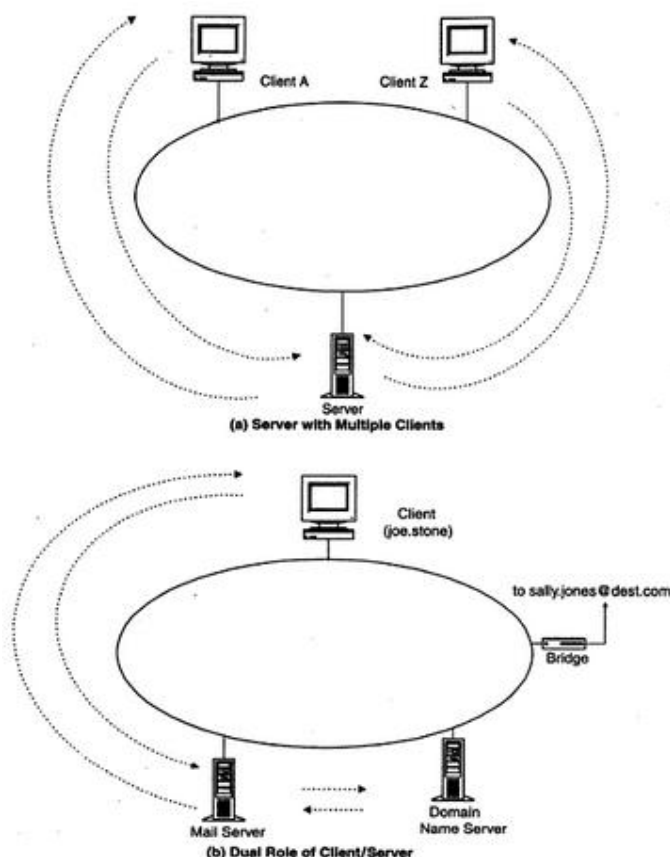 Client A
Client Z
Server
(a) Server with Multiple Clients
Client
(joe.stone)
to sally.jones@dest.com
Bridge
Mail Server
Domain
Name Server
(b) Dual Role of Client/Server